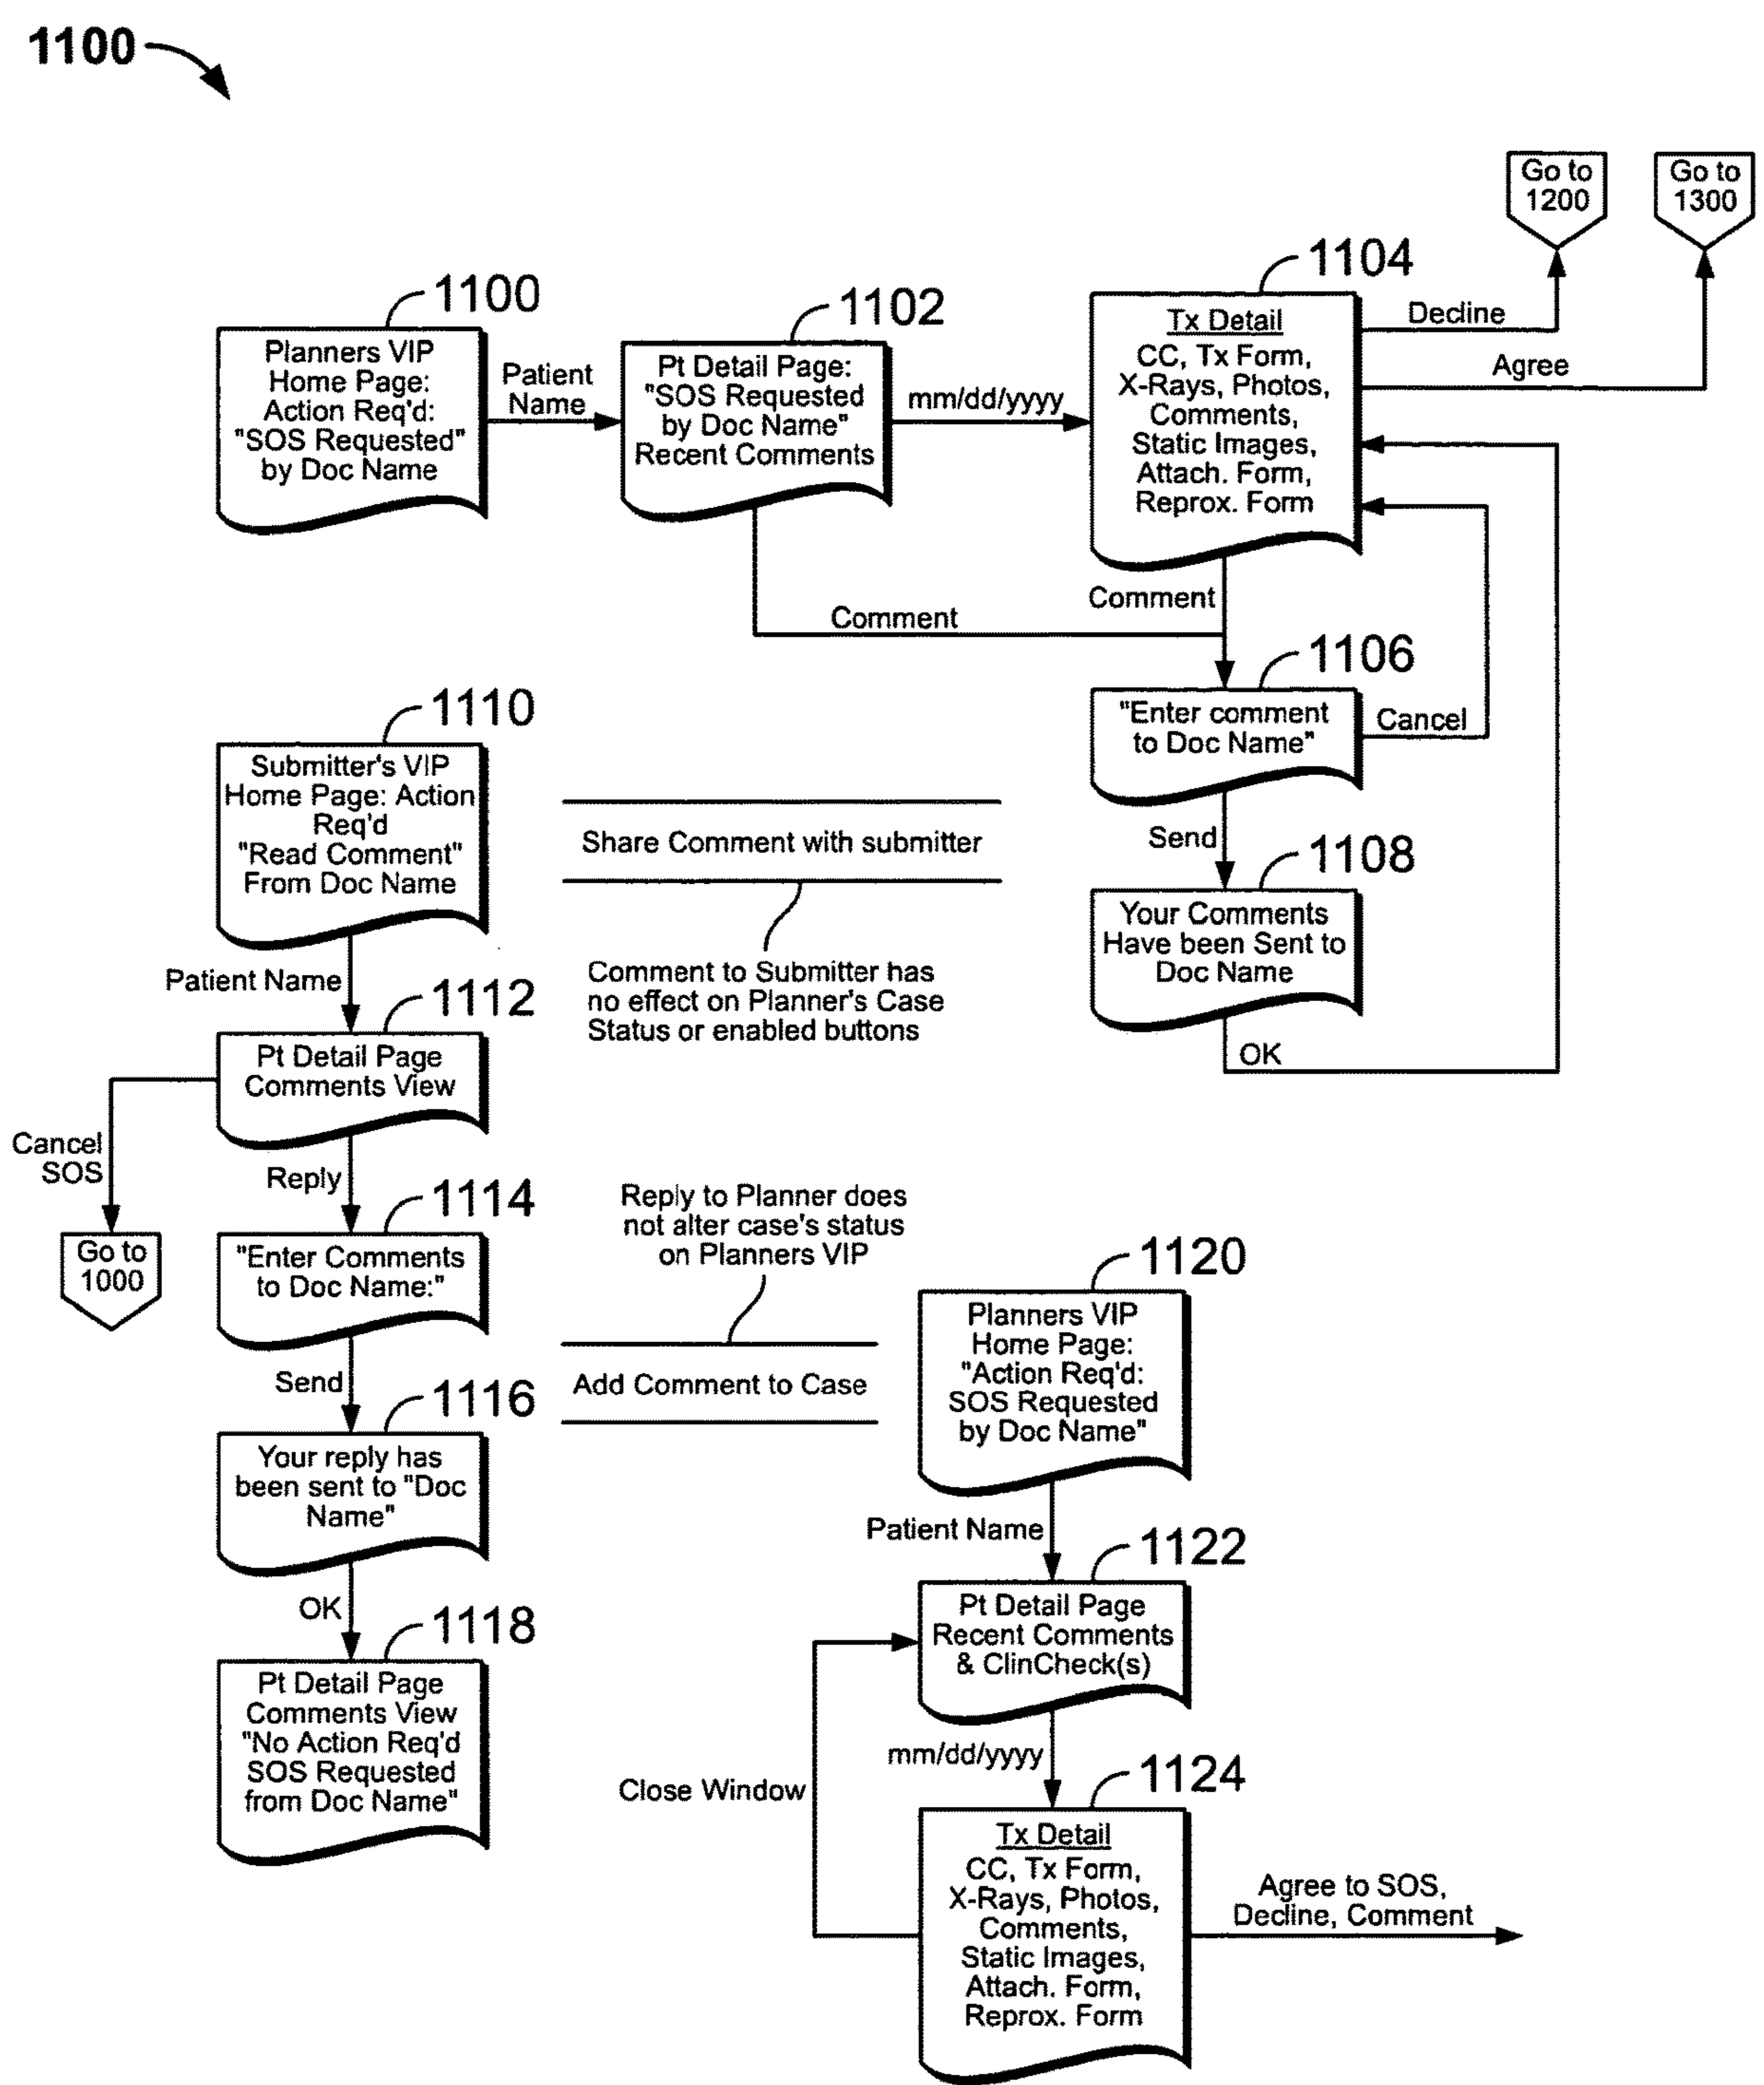 1100
Go to
1200
Go to
1300
1100
Planners VIP
Home Page:
Action Req'd:
"SOS Requested"
by Doc Name
Patient
Name
1102
Pt Detail Page:
"SOS Requested
by Doc Name"
Recent Comments
mm/dd/yyyy
1104
Tx Detail
CC, Tx Form,
X-Rays, Photos,
Comments,
Static Images,
Attach. Form,
Reprox. Form
Decline
Agree
Comment
Comment
1106
"Enter comment
to Doc Name"
Cancel
Send
1108
Your Comments
Have been Sent to
Doc Name
OK
1110
Submitter's VIP
Home Page: Action
Req'd
"Read Comment"
From Doc Name
Share Comment with submitter
Comment to Submitter has
no effect on Planner's Case
Status or enabled buttons
Patient Name
1112
Pt Detail Page
Comments View
Cancel
SOS
Go to
1000
Reply
1114
"Enter Comments
to Doc Name:"
Reply to Planner does
not alter case's status
on Planners VIP
Add Comment to Case
Send
1116
Your reply has
been sent to "Doc
Name"
OK
1118
Pt Detail Page
Comments View
"No Action Req'd
SOS Requested
from Doc Name"
1120
Planners VIP
Home Page:
"Action Req'd:
SOS Requested
by Doc Name"
Patient Name
1122
Pt Detail Page
Recent Comments
& ClinCheck(s)
mm/dd/yyyy
Close Window
1124
Tx Detail
CC, Tx Form,
X-Rays, Photos,
Comments,
Static Images,
Attach. Form,
Reprox. Form
Agree to SOS,
Decline, Comment